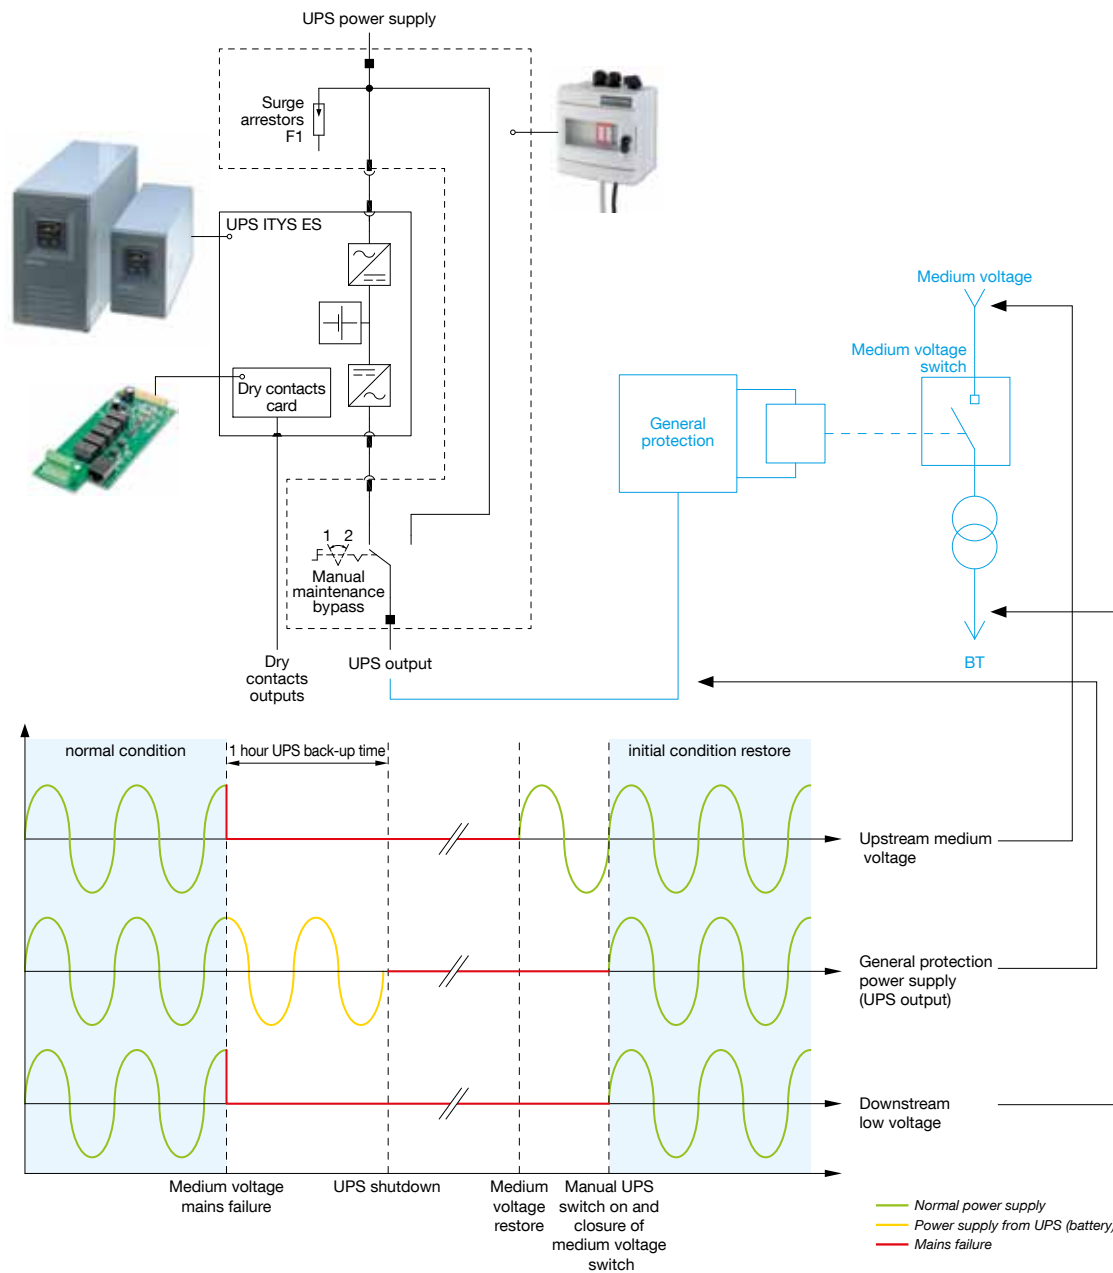 UPS power supply
Surge
arrestors
F1
UPS ITYS ES
Dry contacts
card
1 2
Manual
maintenance
bypass
Dry
contacts
outputs
UPS output
Medium voltage
Medium voltage
switch
General
protection
BT
normal condition
1 hour UPS back-up time
initial condition restore
Upstream medium
voltage
General protection
power supply
(UPS output)
Downstream
low voltage
Medium voltage
mains failure
UPS shutdown
Medium
voltage
restore
Manual UPS
switch on and
closure of
medium voltage
switch
Normal power supply
Power supply from UPS (battery)
Mains failure